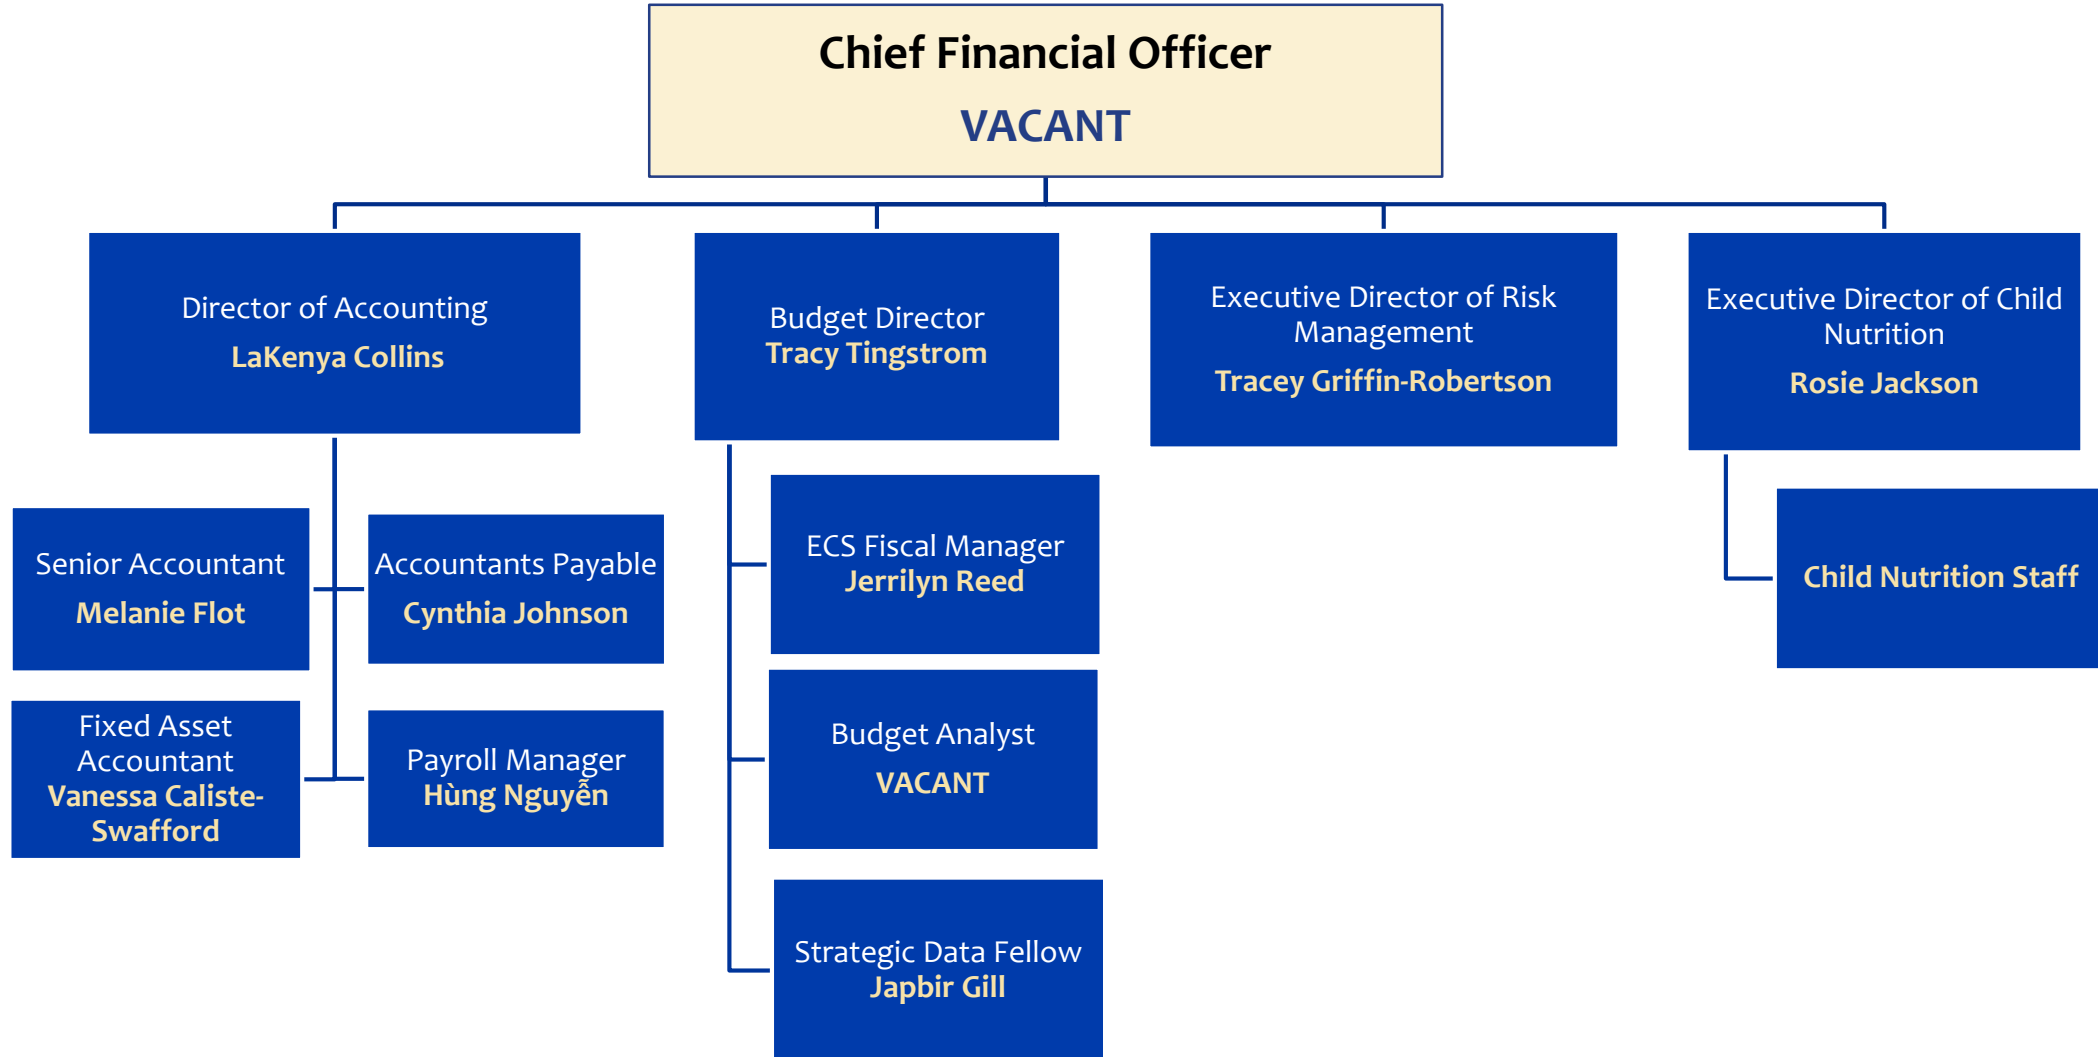 Chief Financial Officer
VACANT
Director of Accounting
LaKenya Collins
Budget Director
Tracy Tingstrom
Executive Director of Risk
Management
Tracey Griffin-Robertson
Executive Director of Child
Nutrition
Rosie Jackson
Senior Accountant
Melanie Flot
Accountants Payable
Cynthia Johnson
Fixed Asset
Accountant
Vanessa Caliste-
Swafford
Payroll Manager
Hùng Nguyễn
ECS Fiscal Manager
Jerrilyn Reed
Budget Analyst
VACANT
Strategic Data Fellow
Japbir Gill
Child Nutrition Staff